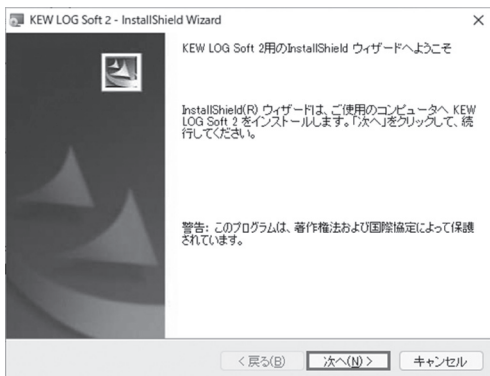 KEW LOG Soft 2 - InstallShield Wizard
KEW LOG Soft 2用のInstallShield ウィザードへようこそ
InstallShield(R) ウィザードは、ご使用のコンピュータへ KEW
LOG Soft 2 をインストールします。「次へ」をクリックして、続
行してください。
警告: このプログラムは、著作権法および国際協定によって保護
されています。
< 戻る(B)
次へ(N) >
キャンセル